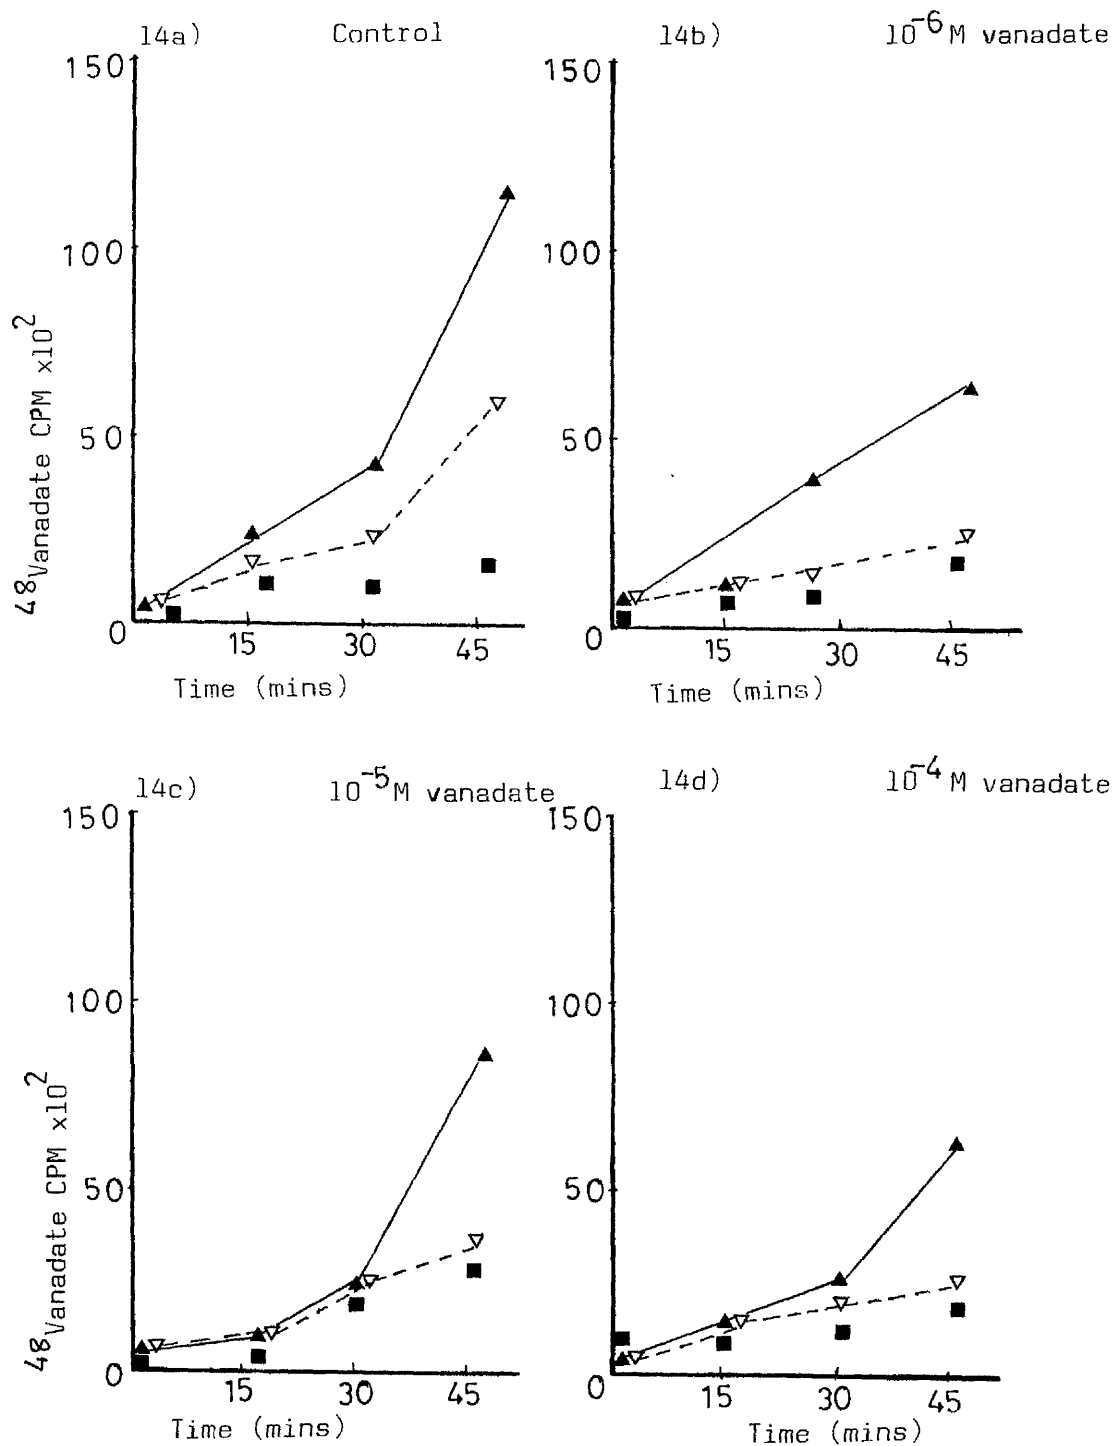 14a) Control
150
100
50
0
15 30 45
Time (mins)
48Vanadate CPM x10²
14b) 10⁻⁶M vanadate
150
100
50
0
15 30 45
Time (mins)
14c) 10⁻⁵M vanadate
150
100
50
0
15 30 45
Time (mins)
48Vanadate CPM x10²
14d) 10⁻⁴M vanadate
150
100
50
0
15 30 45
Time (mins)